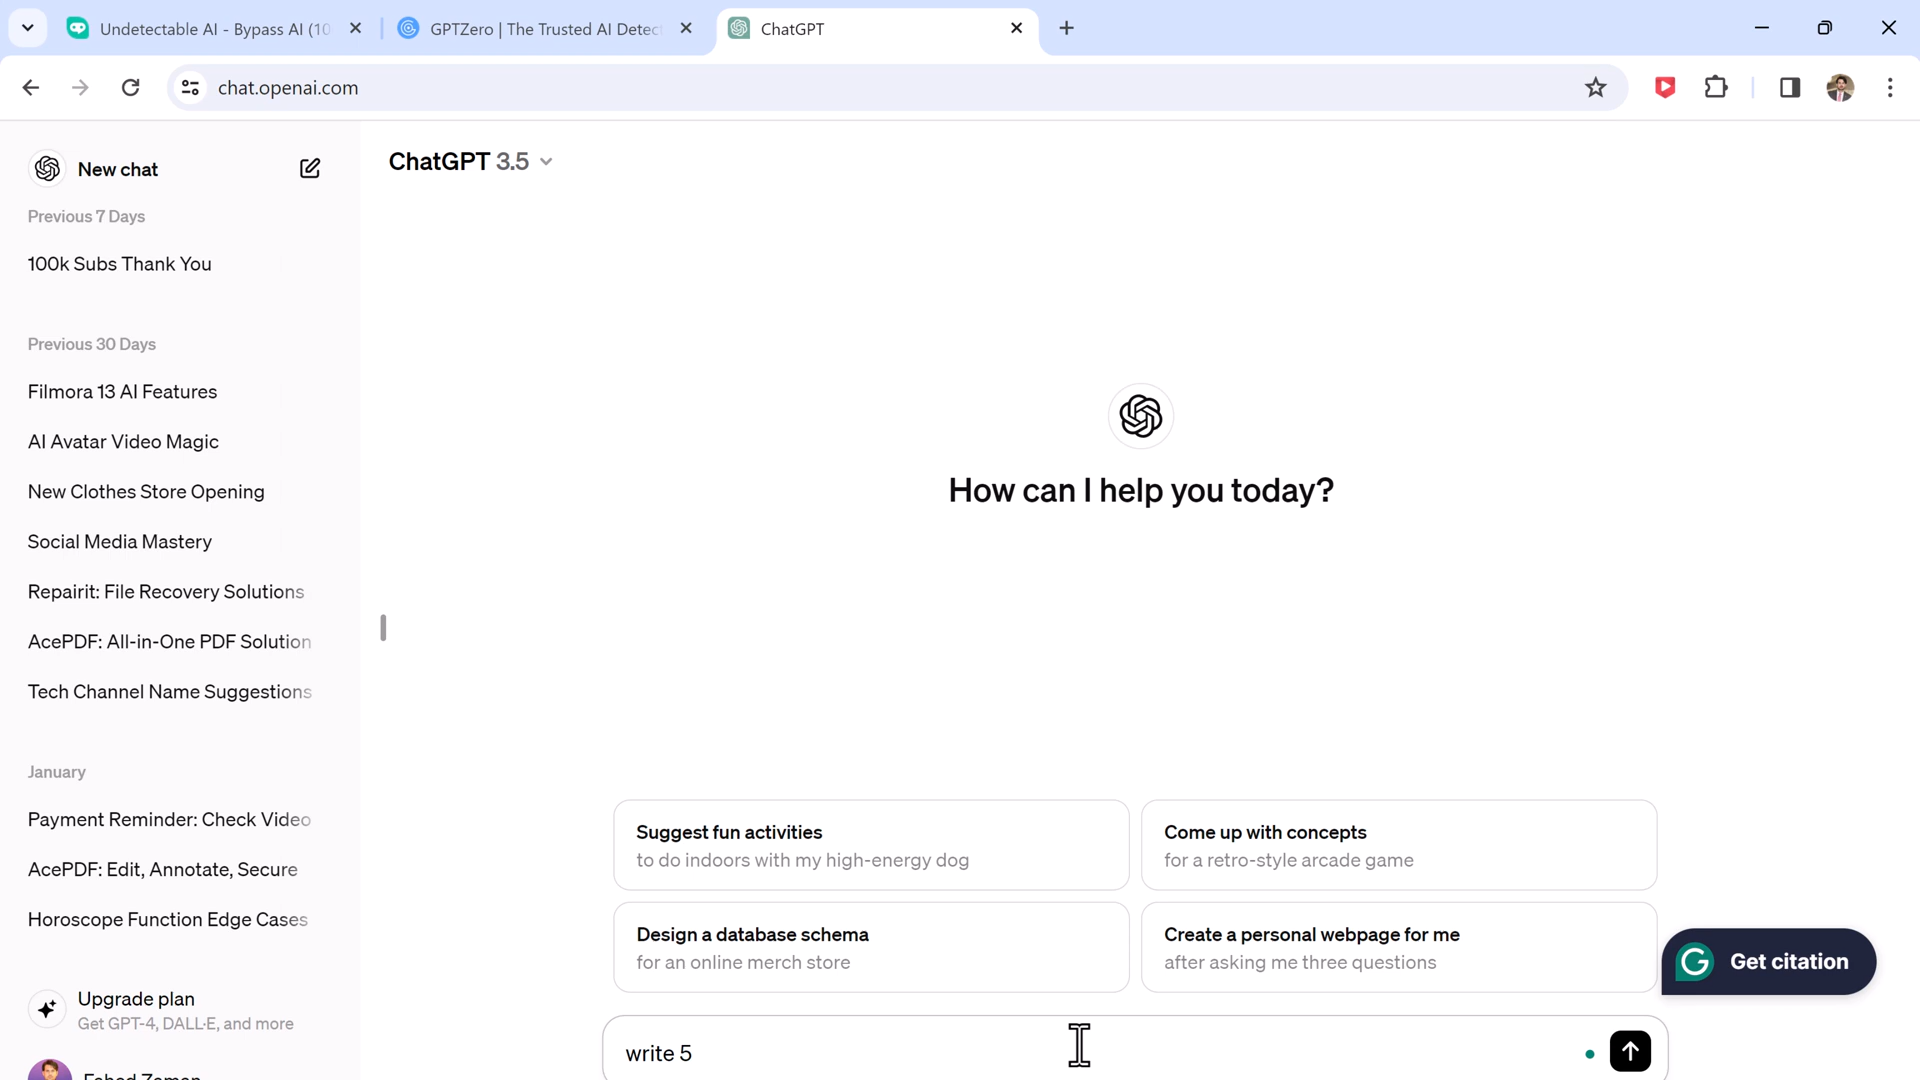 Undetectable AI - Bypass AI (10
GPTZero | The Trusted AI Detec
ChatGPT
chat.openai.com
New chat
ChatGPT 3.5
Previous 7 Days
100k Subs Thank You
Previous 30 Days
Filmora 13 AI Features
AI Avatar Video Magic
New Clothes Store Opening
Social Media Mastery
Repairit: File Recovery Solutions
AcePDF: All-in-One PDF Solution
Tech Channel Name Suggestions
January
Payment Reminder: Check Video
AcePDF: Edit, Annotate, Secure
Horoscope Function Edge Cases
Upgrade plan
Get GPT-4, DALL·E, and more
Fahad Zaman
How can I help you today?
Suggest fun activities
to do indoors with my high-energy dog
Come up with concepts
for a retro-style arcade game
Design a database schema
for an online merch store
Create a personal webpage for me
after asking me three questions
Get citation
write 5